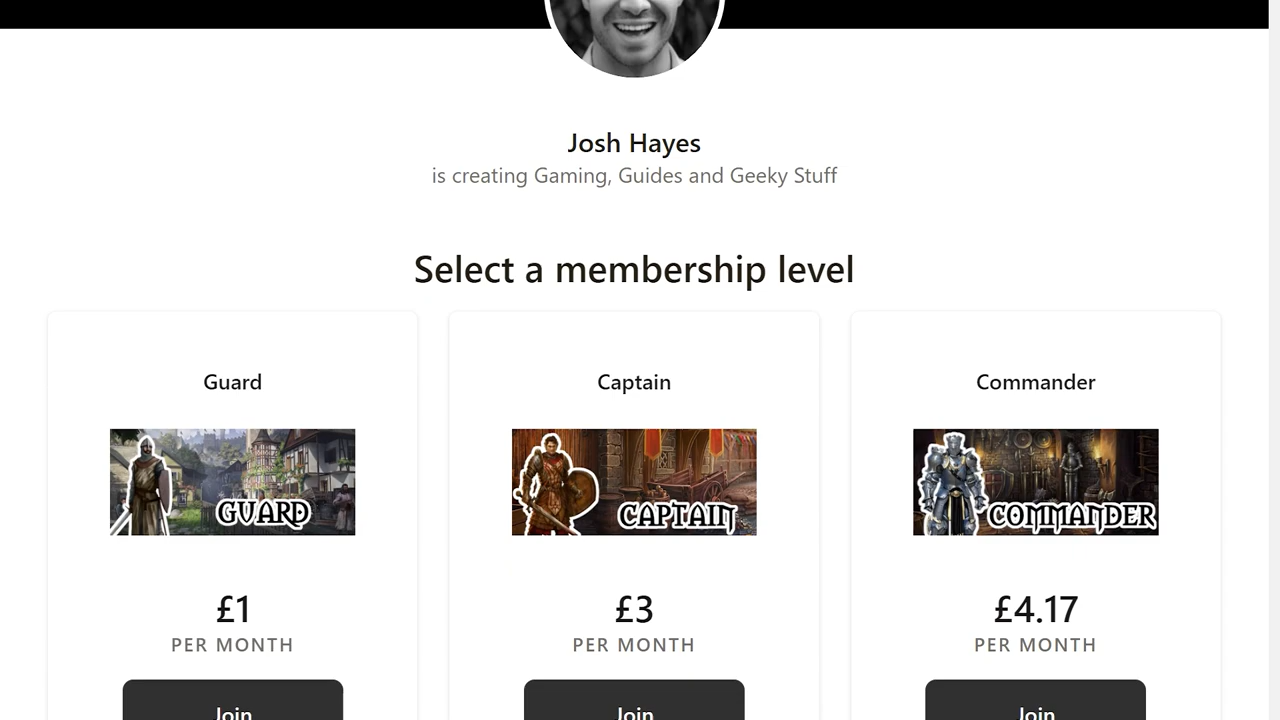 Josh Hayes
is creating Gaming, Guides and Geeky Stuff
Select a membership level
Guard
GUARD
£1
PER MONTH
Join
Captain
CAPTAIN
£3
PER MONTH
Join
Commander
COMMANDER
£4.17
PER MONTH
Join